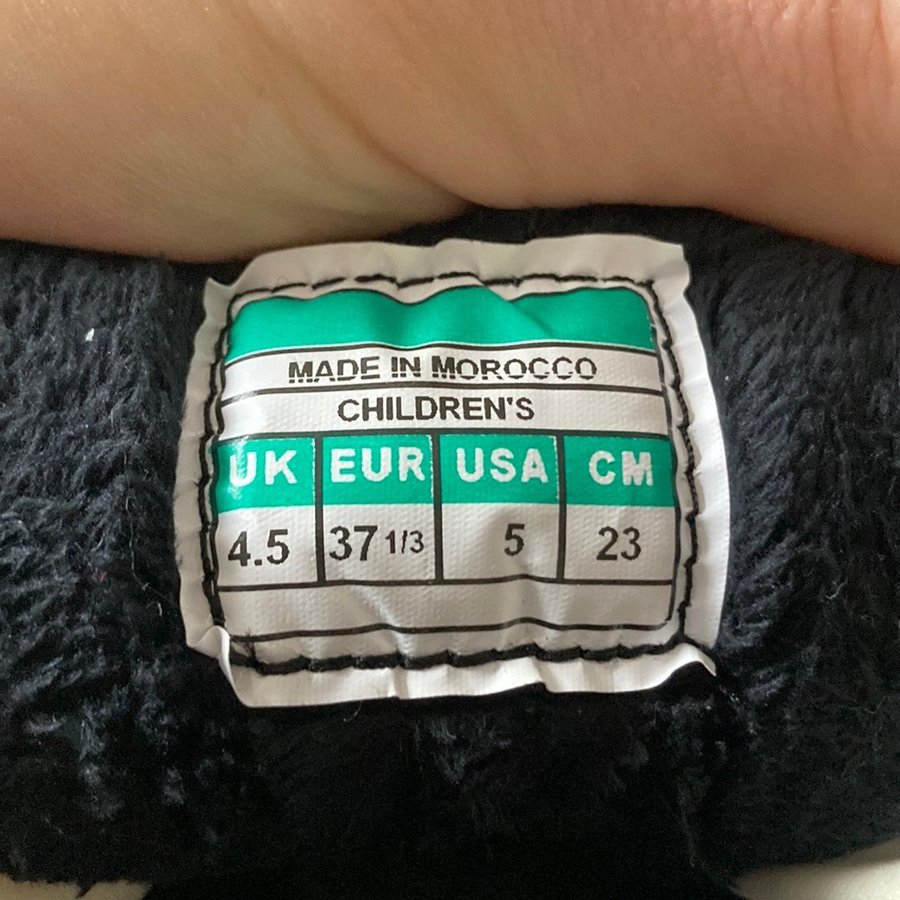 MADE IN MOROCCO
CHILDREN'S
UK EUR USA CM
4.5 37 1/3 5 23